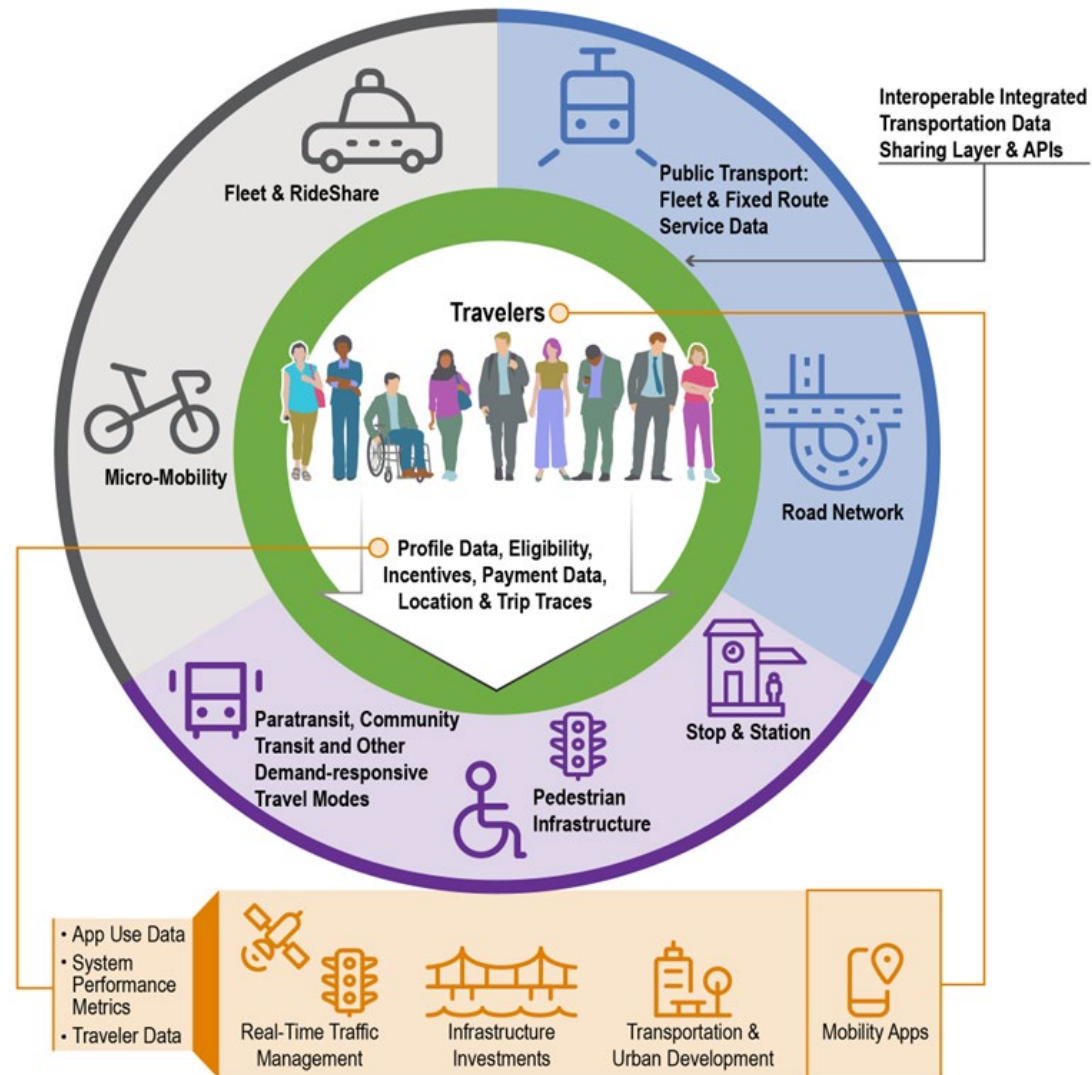 Interoperable Integrated
Transportation Data
Sharing Layer & APIs
Fleet & RideShare
Public Transport:
Fleet & Fixed Route
Service Data
Travelers
Micro-Mobility
Road Network
Profile Data, Eligibility,
Incentives, Payment Data,
Location & Trip Traces
Paratransit, Community
Transit and Other
Demand-responsive
Travel Modes
Pedestrian
Infrastructure
Stop & Station
• App Use Data
• System
Performance
Metrics
• Traveler Data
Real-Time Traffic
Management
Infrastructure
Investments
Transportation &
Urban Development
Mobility Apps